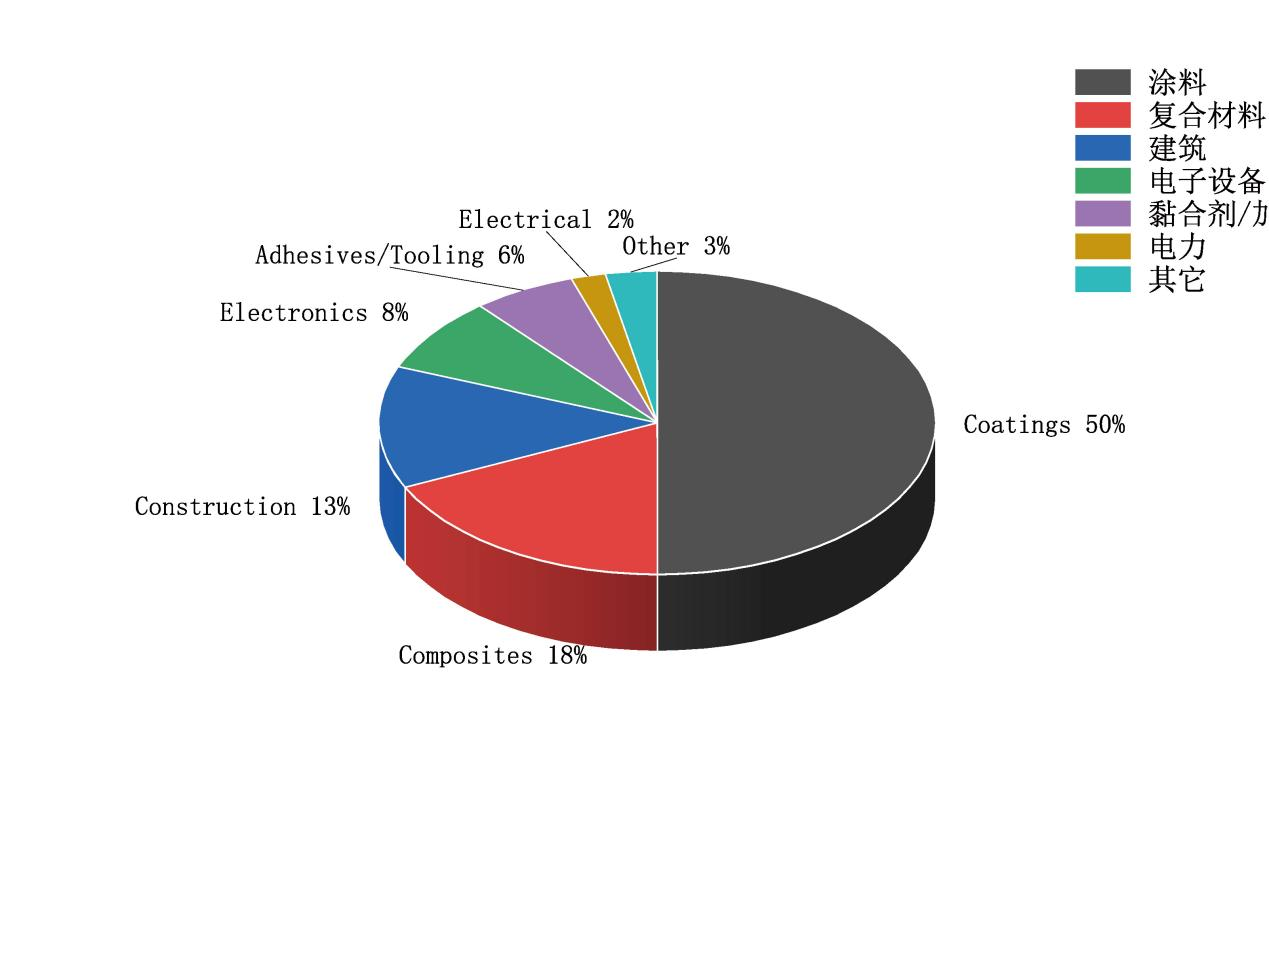 涂料
复合材料
建筑
电子设备
黏合剂/
电力
其它
Electrical 2%
Other 3%
Adhesives/Tooling 6%
Electronics 8%
Coatings 50%
Construction 13%
Composites 18%